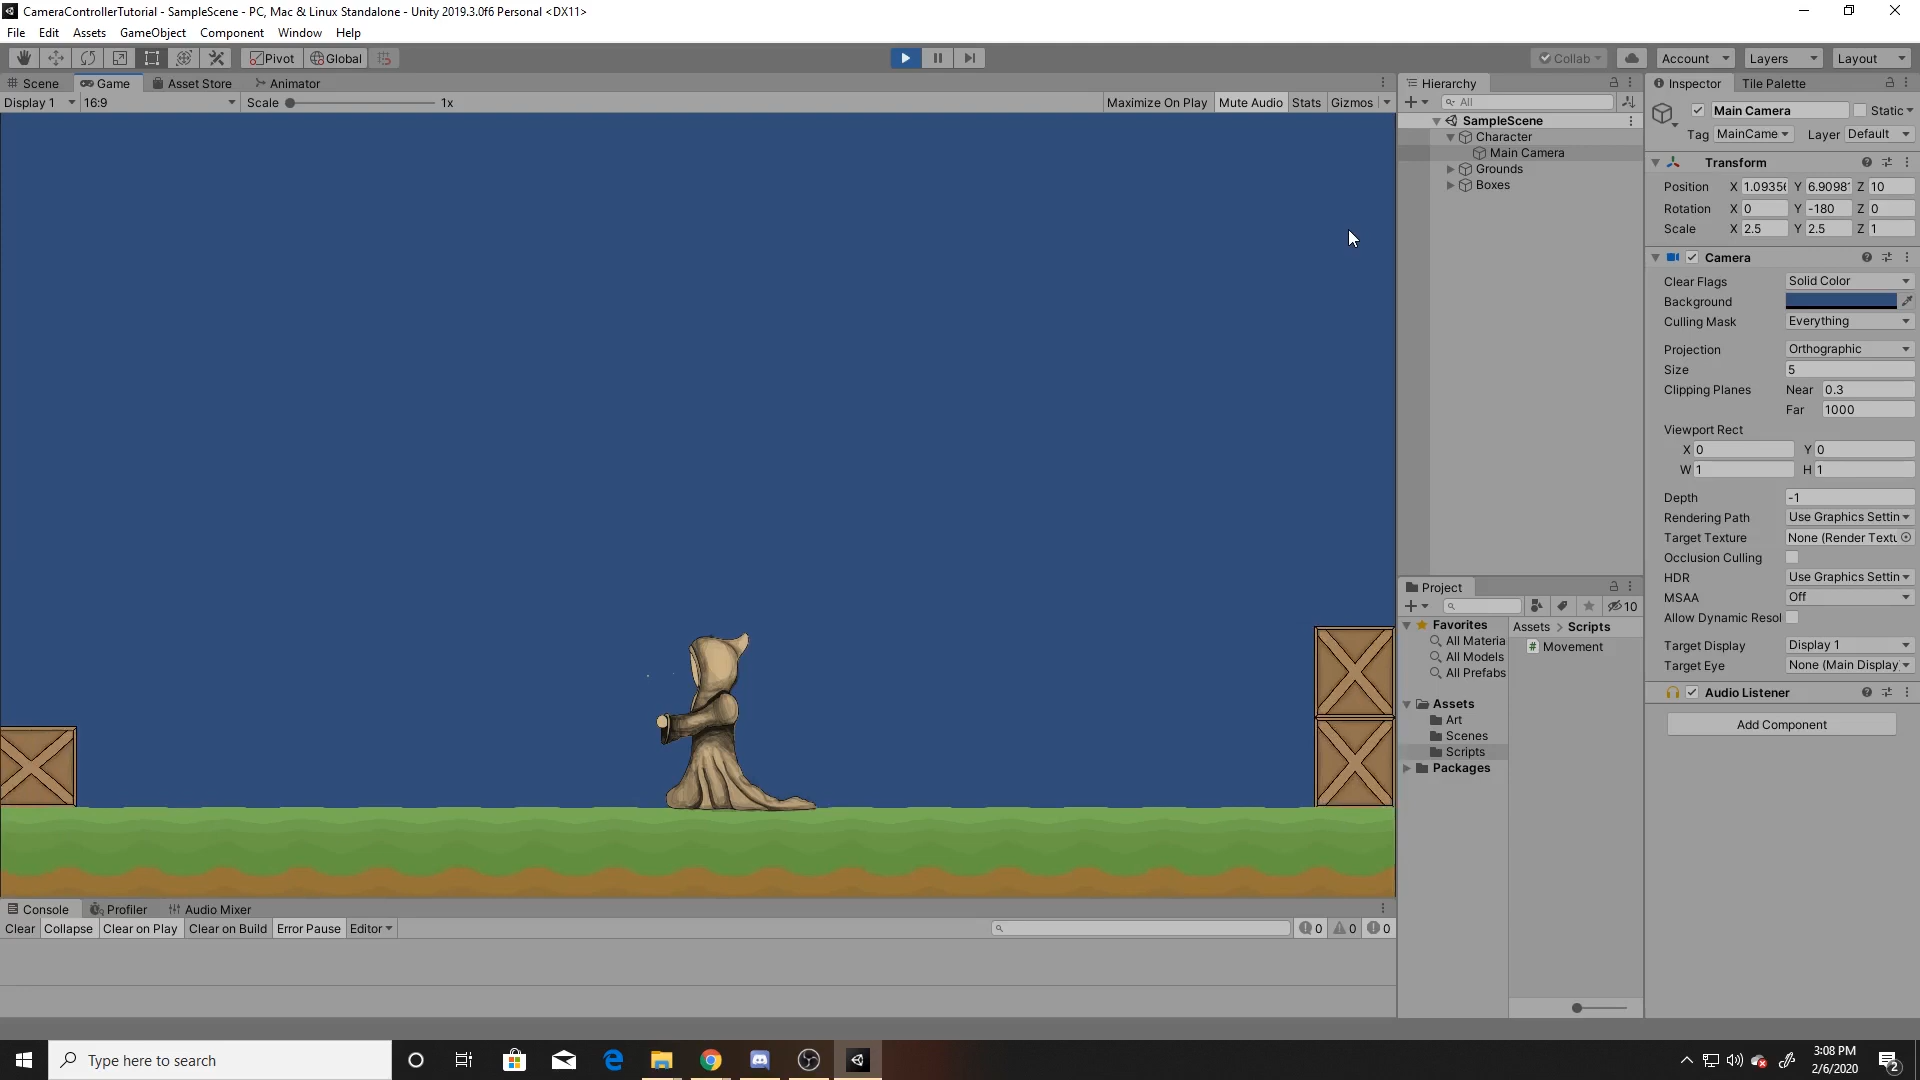 CameraControllerTutorial - SampleScene - PC, Mac & Linux Standalone - Unity 2019.3.0f6 Personal <DX11>
File Edit Assets GameObject Component Window Help
Pivot Global Collab Account Layers Layout
Scene Game Asset Store Animator
Display 1 16:9 Scale 1x Maximize On Play Mute Audio Stats Gizmos
Hierarchy
All
SampleScene
Character
Main Camera
Grounds
Boxes
Inspector Tile Palette
Main Camera Static
Tag MainCame Layer Default
Transform
Position X 1.0935 Y 6.9098 Z 10
Rotation X 0 Y -180 Z 0
Scale X 2.5 Y 2.5 Z 1
Camera
Clear Flags Solid Color
Background
Culling Mask Everything
Projection Orthographic
Size 5
Clipping Planes Near 0.3
Far 1000
Viewport Rect
X 0 Y 0
W 1 H 1
Depth -1
Rendering Path Use Graphics Settin
Target Texture None (Render Textu
Occlusion Culling
HDR Use Graphics Settin
MSAA Off
Allow Dynamic Resol
Target Display Display 1
Target Eye None (Main Display
Audio Listener
Add Component
Project
10
Favorites
All Materia
All Models
All Prefabs
Assets
Art
Scenes
Scripts
Packages
Assets > Scripts
# Movement
Console Profiler Audio Mixer
Clear Collapse Clear on Play Clear on Build Error Pause Editor 0 0 0
Type here to search
3:08 PM
2/6/2020
2